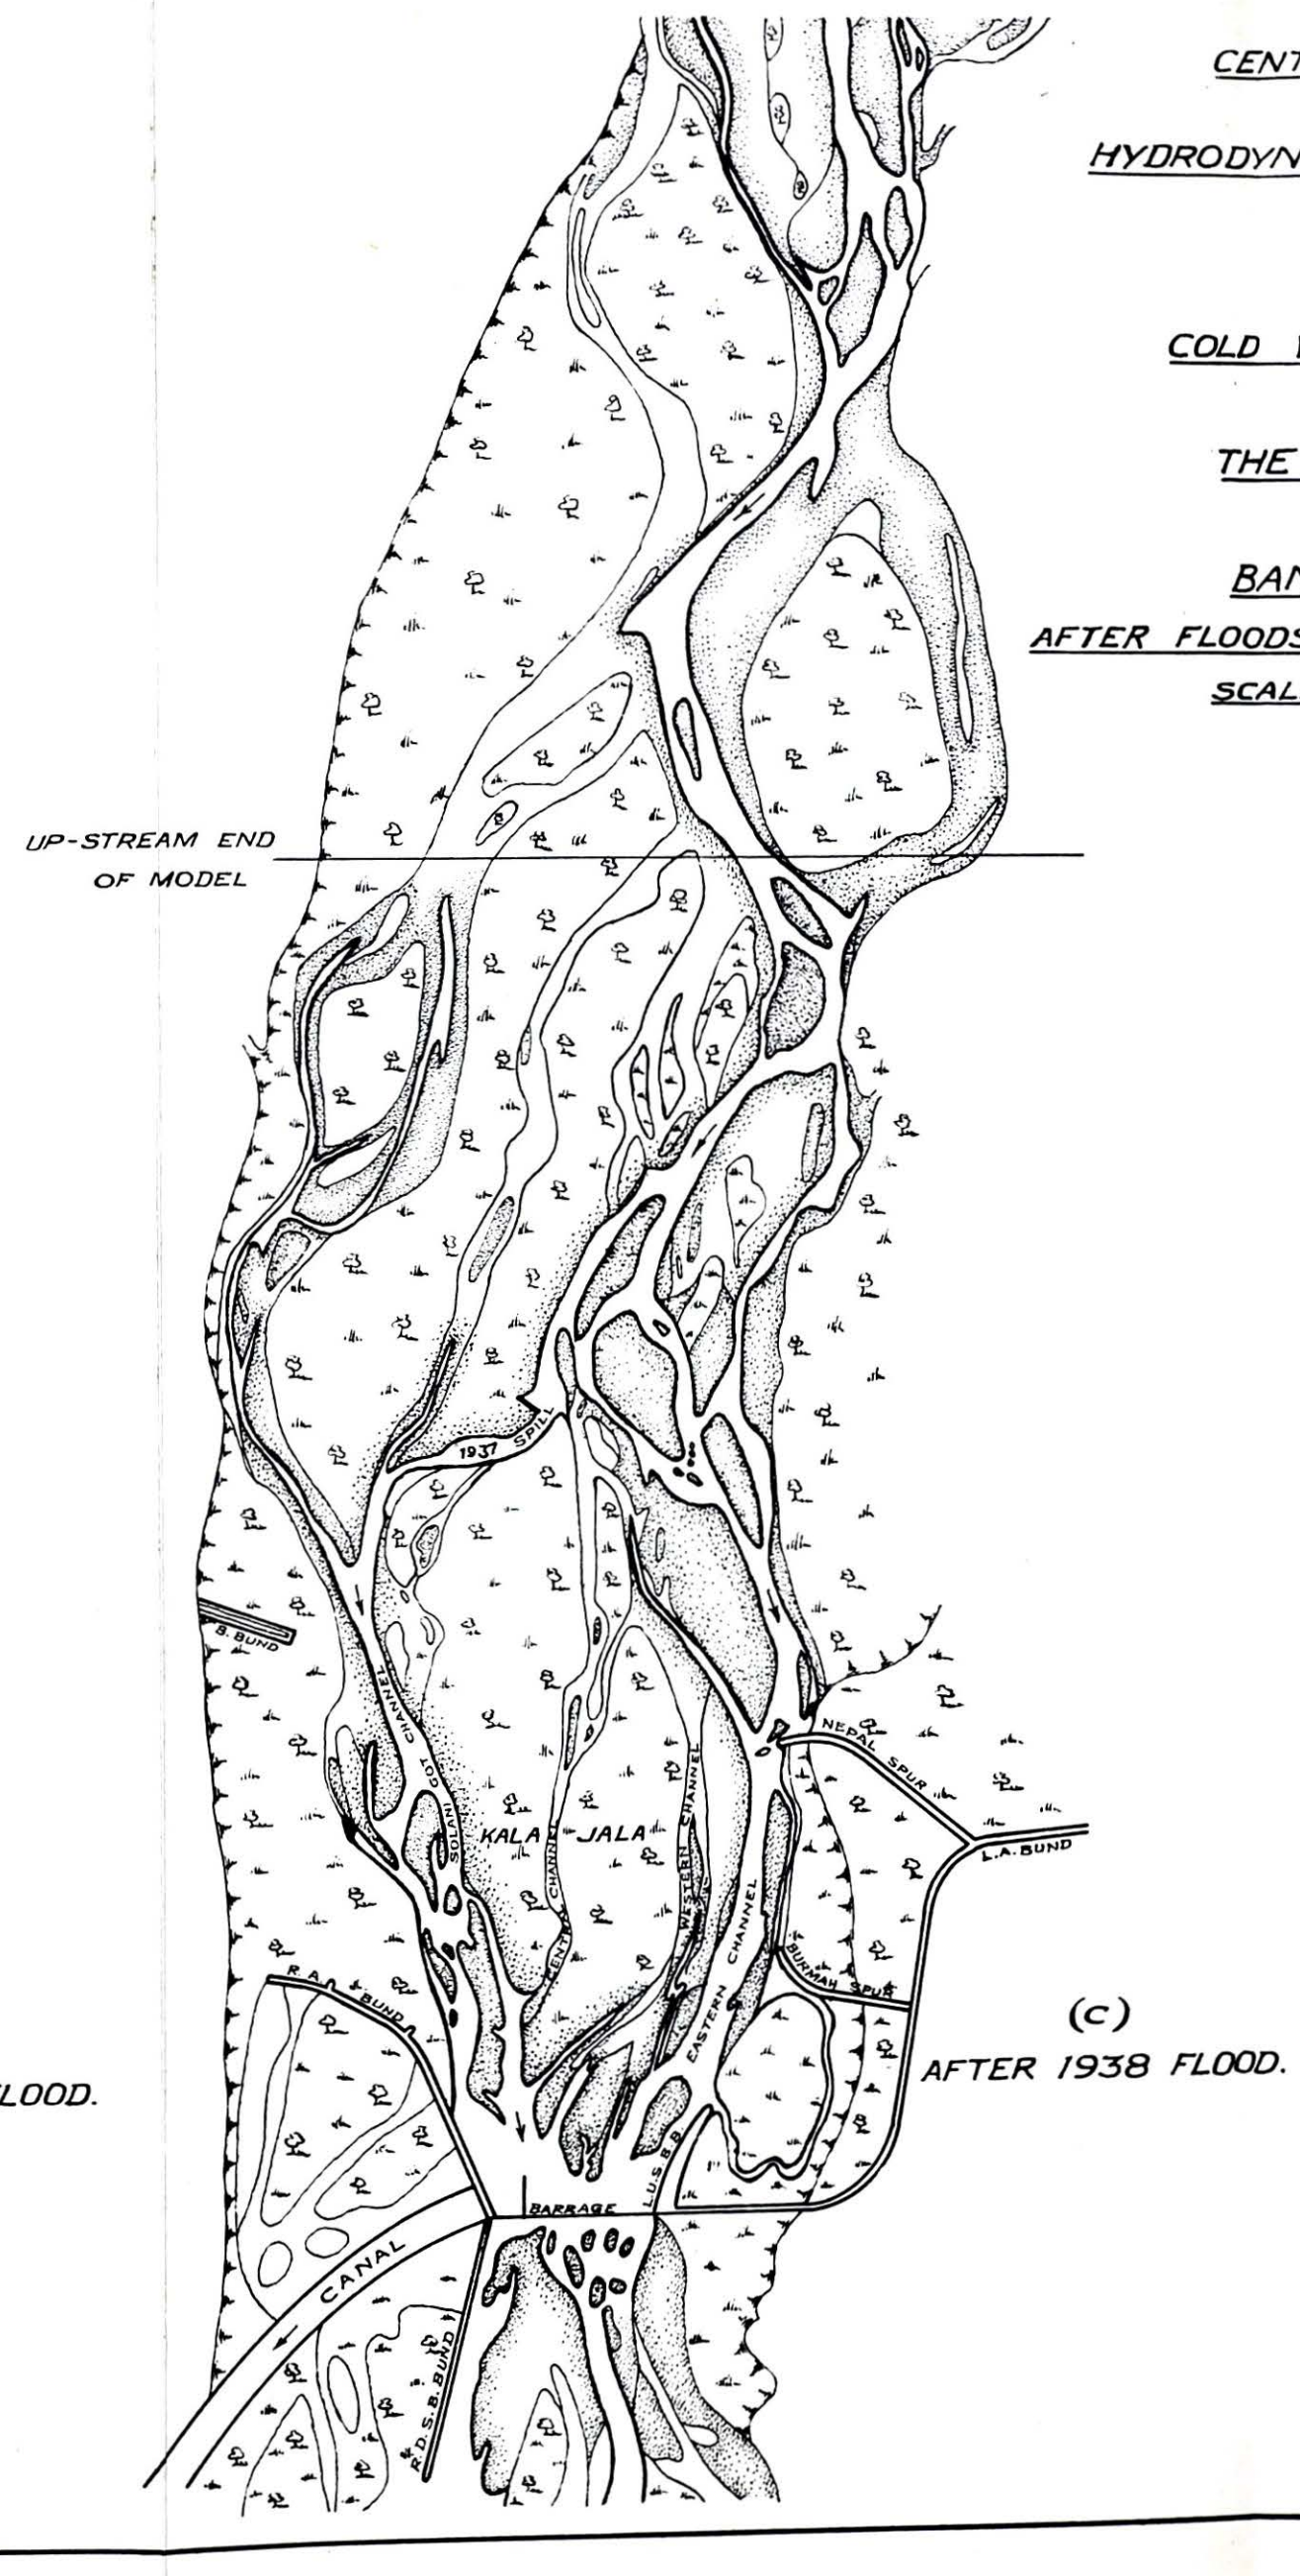 CENT
HYDRODYN
COLD
THE
BAN
AFTER FLOODS
SCAL
UP-STREAM END
OF MODEL
1937 SPILL
B. BUND
SOLANI GOT CHANNEL
KALA JALA
CENTRAL CHANNEL
WESTERN CHANNEL
EASTERN CHANNEL
NEPAL SPUR
L.A. BUND
BURMAH SPUR
R.A. BUND
(C)
AFTER 1938 FLOOD.
LOOD.
L.U.S.B.B.
BARRAGE
CANAL
R.D.S.B. BUND